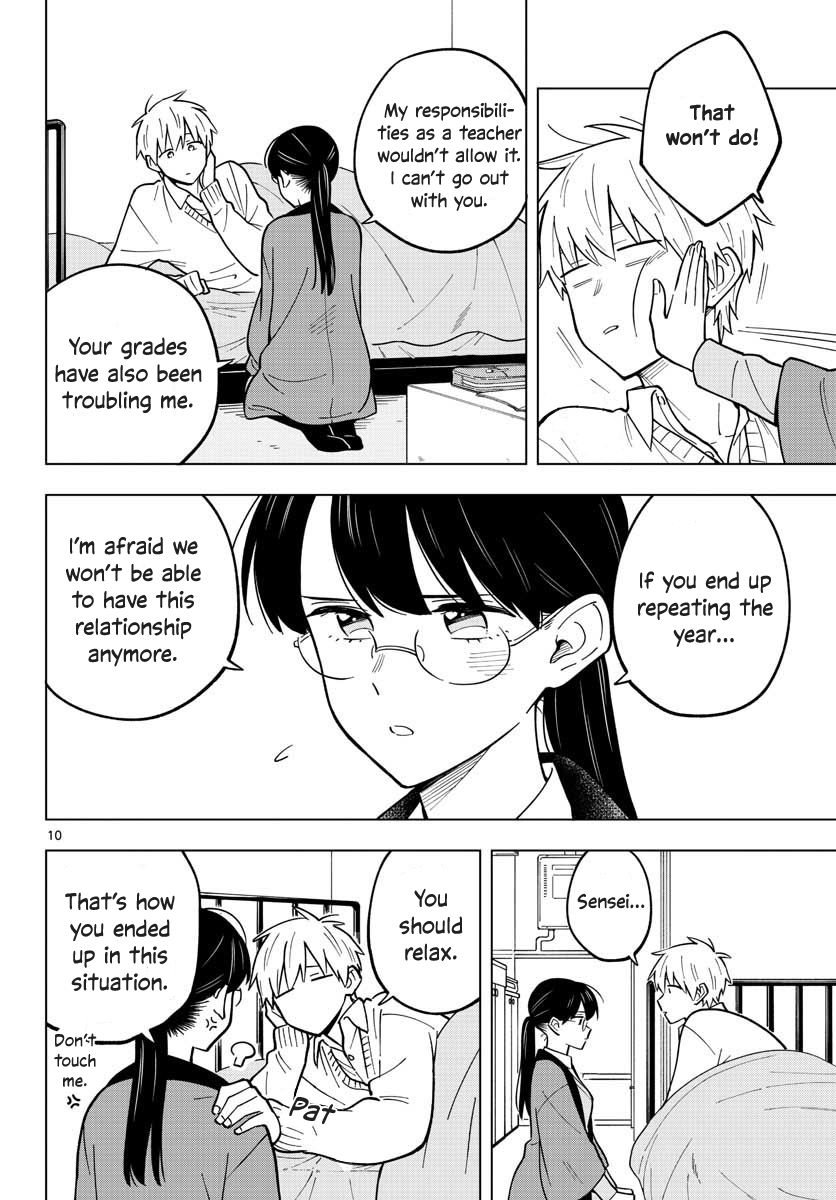 That
won't do!
My responsibili-
ties as a teacher
wouldn't allow it.
I can't go out
with you.
Your grades
have also been
troubling me.
If you end up
repeating the
year...
I'm afraid we
won't be able
to have this
relationship
anymore.
10
Sensei...
You
should
relax.
Pat
That's how
you ended
up in this
situation.
Don't
touch
me.